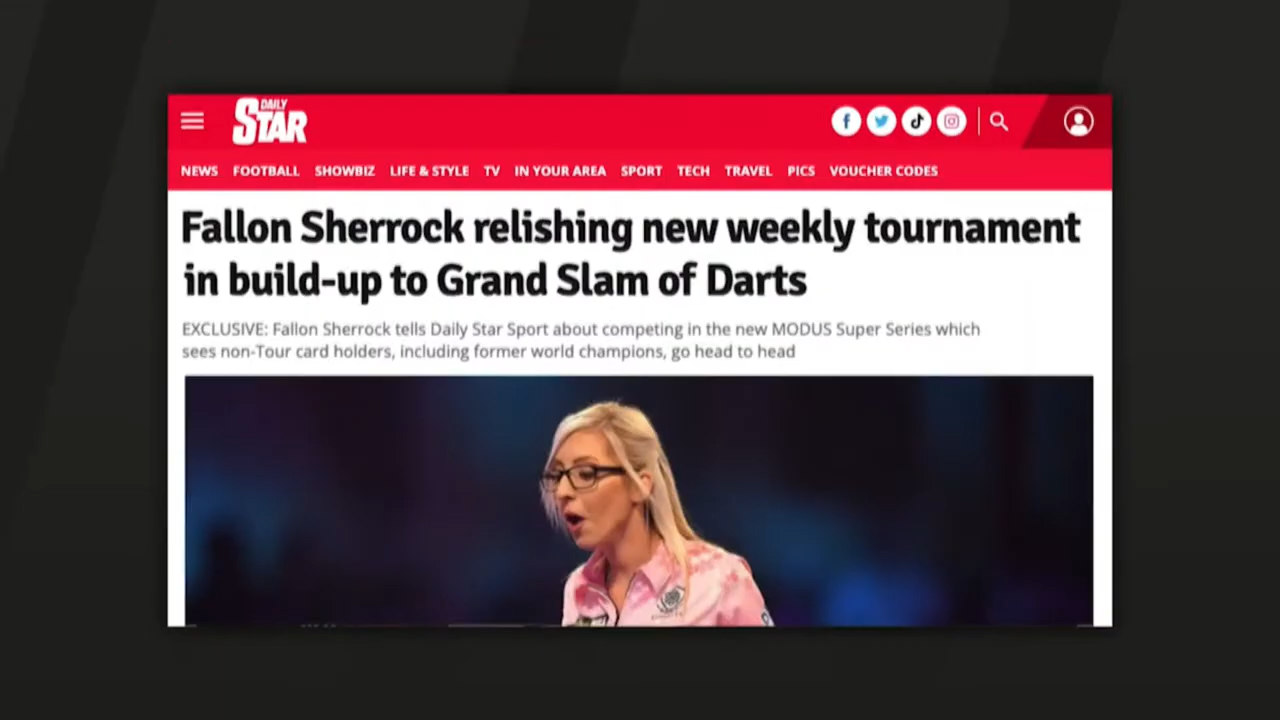 DAILY
STAR
NEWS FOOTBALL SHOWBIZ LIFE & STYLE TV IN YOUR AREA SPORT TECH TRAVEL PICS VOUCHER CODES
Fallon Sherrock relishing new weekly tournament
in build-up to Grand Slam of Darts
EXCLUSIVE: Fallon Sherrock tells Daily Star Sport about competing in the new MODUS Super Series which
sees non-Tour card holders, including former world champions, go head to head